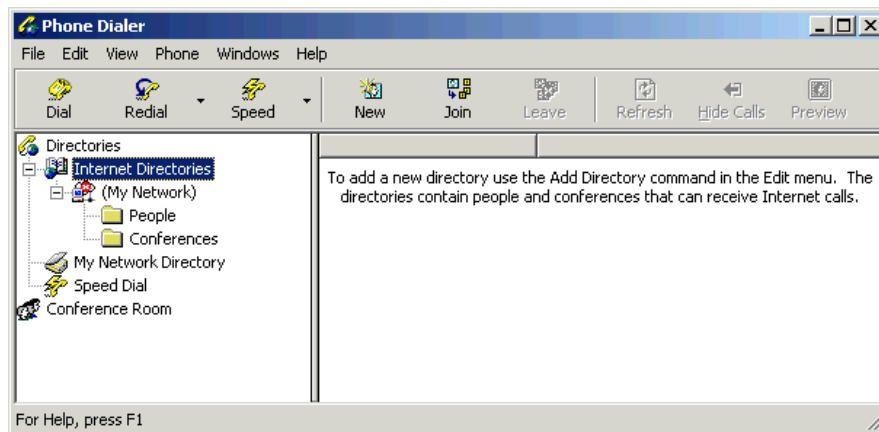 Phone Dialer
File Edit View Phone Windows Help
Dial Redial Speed New Join Leave Refresh Hide Calls Preview
Directories
Internet Directories
(My Network)
People
Conferences
My Network Directory
Speed Dial
Conference Room
To add a new directory use the Add Directory command in the Edit menu. The
directories contain people and conferences that can receive Internet calls.
For Help, press F1